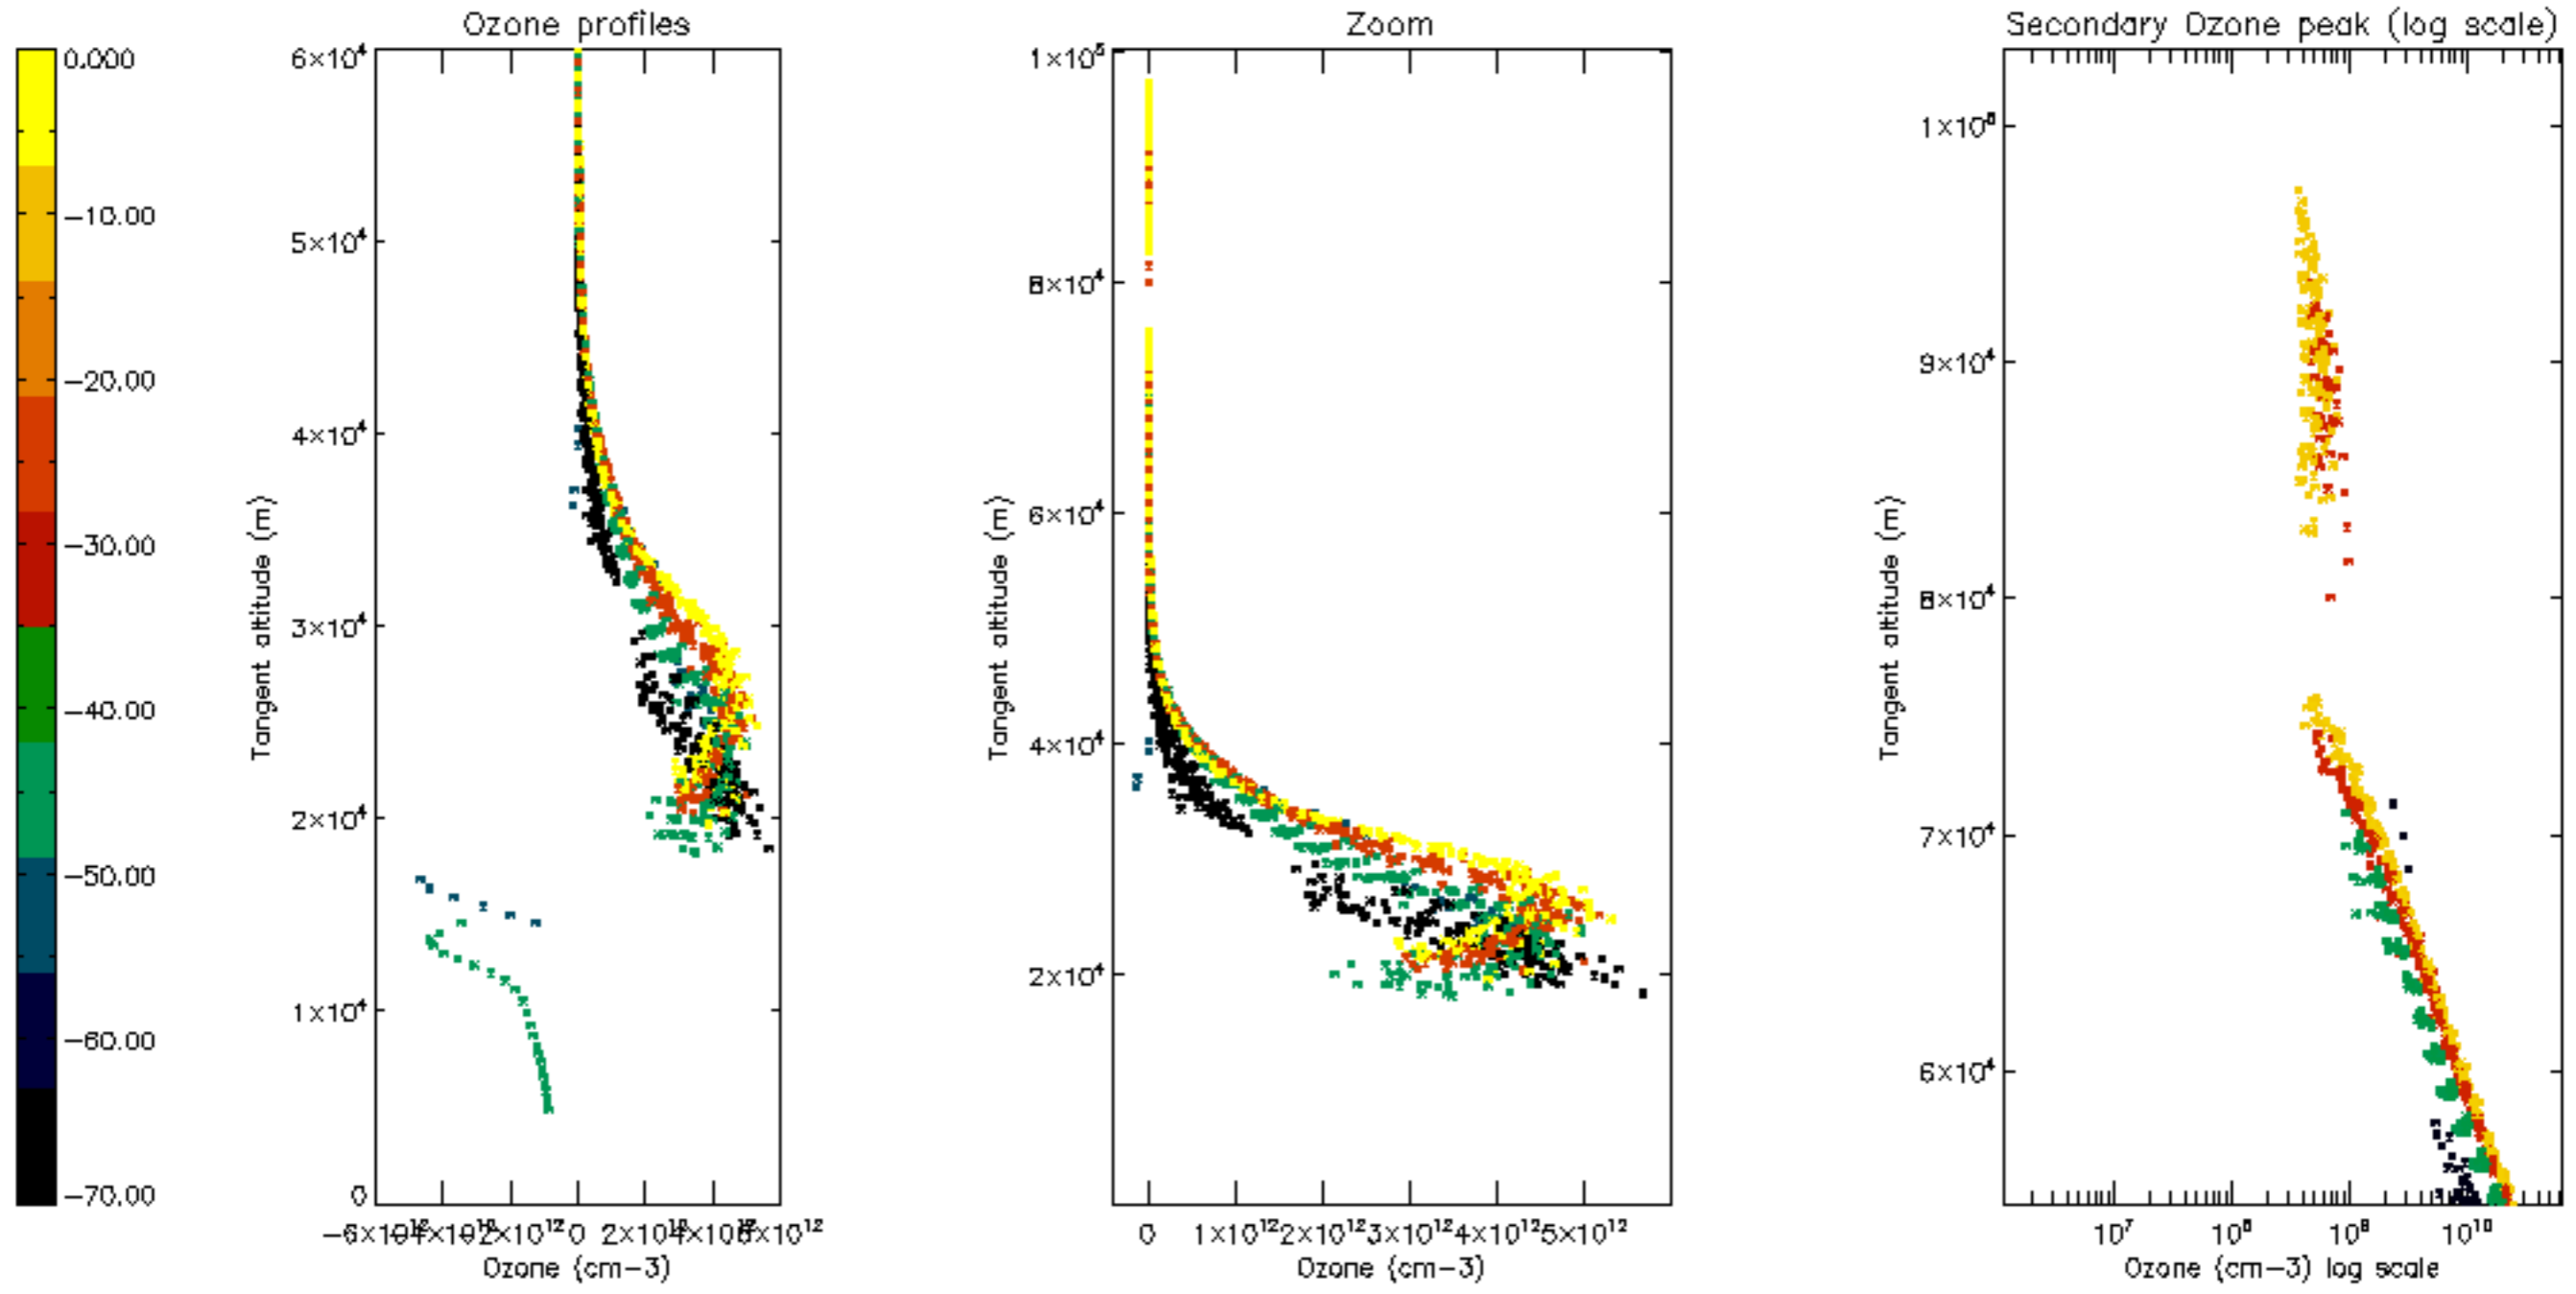 Ozone profiles
Zoom
Secondary Ozone peak (log scale)
0.000
−10.00
−20.00
−30.00
−40.00
−50.00
−60.00
−70.00
6×10⁴
5×10⁴
4×10⁴
3×10⁴
2×10⁴
1×10⁴
0
Tangent altitude (m)
0
Ozone (cm−3)
1×10⁵
8×10⁴
6×10⁴
4×10⁴
2×10⁴
Tangent altitude (m)
0 1×10¹² 2×10¹² 3×10¹² 4×10¹² 5×10¹²
Ozone (cm−3)
9×10⁴
8×10⁴
7×10⁴
6×10⁴
Tangent altitude (m)
10⁷ 10⁸ 10⁹ 10¹⁰
Ozone (cm−3) log scale